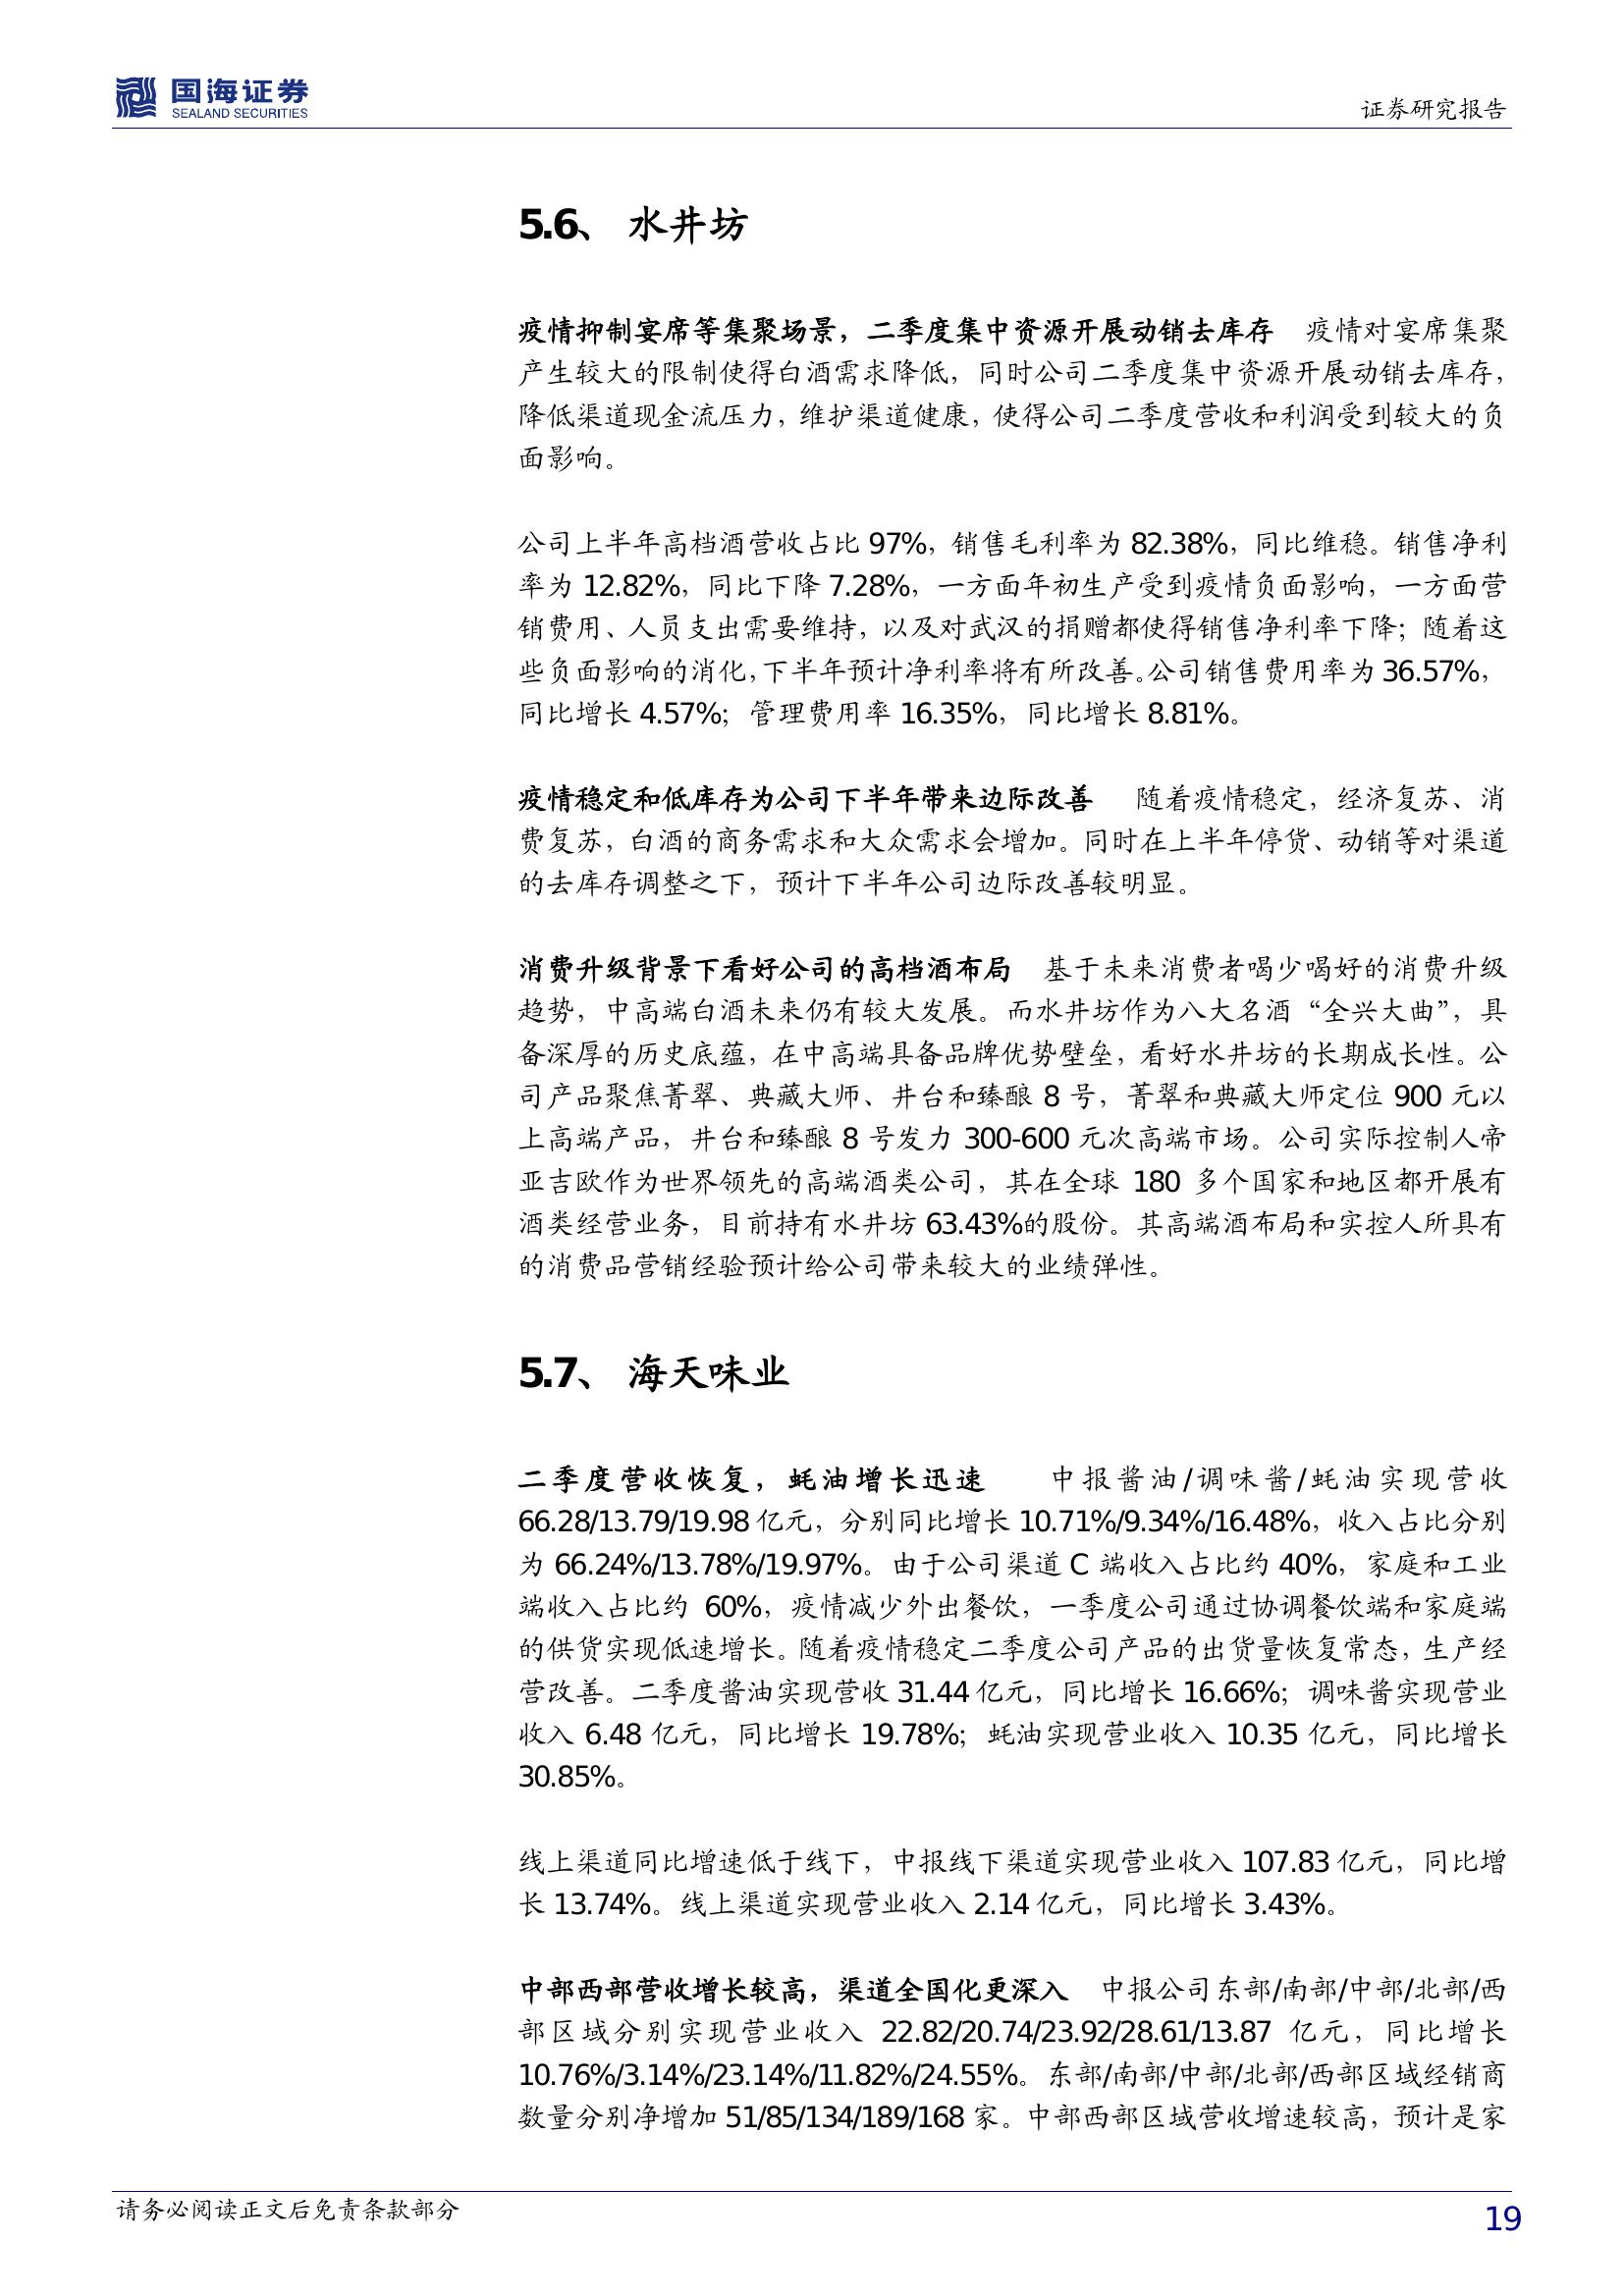 国海证券
SEALAND SECURITIES
证券研究报告
5.6、 水井坊
疫情抑制宴席等集聚场景，二季度集中资源开展动销去库存 疫情对宴席集聚
产生较大的限制使得白酒需求降低，同时公司二季度集中资源开展动销去库存，
降低渠道现金流压力，维护渠道健康，使得公司二季度营收和利润受到较大的负
面影响。
公司上半年高档酒营收占比 97%，销售毛利率为 82.38%，同比维稳。销售净利
率为 12.82%，同比下降 7.28%，一方面年初生产受到疫情负面影响，一方面营
销费用、人员支出需要维持，以及对武汉的捐赠都使得销售净利率下降；随着这
些负面影响的消化，下半年预计净利率将有所改善。公司销售费用率为 36.57%，
同比增长 4.57%；管理费用率 16.35%，同比增长 8.81%。
疫情稳定和低库存为公司下半年带来边际改善 随着疫情稳定，经济复苏、消
费复苏，白酒的商务需求和大众需求会增加。同时在上半年停货、动销等对渠道
的去库存调整之下，预计下半年公司边际改善较明显。
消费升级背景下看好公司的高档酒布局 基于未来消费者喝少喝好的消费升级
趋势，中高端白酒未来仍有较大发展。而水井坊作为八大名酒“全兴大曲”，具
备深厚的历史底蕴，在中高端具备品牌优势壁垒，看好水井坊的长期成长性。公
司产品聚焦菁翠、典藏大师、井台和臻酿 8 号，菁翠和典藏大师定位 900 元以
上高端产品，井台和臻酿 8 号发力 300-600 元次高端市场。公司实际控制人帝
亚吉欧作为世界领先的高端酒类公司，其在全球 180 多个国家和地区都开展有
酒类经营业务，目前持有水井坊 63.43%的股份。其高端酒布局和实控人所具有
的消费品营销经验预计给公司带来较大的业绩弹性。
5.7、 海天味业
二季度营收恢复，蚝油增长迅速 中报酱油/调味酱/蚝油实现营收
66.28/13.79/19.98 亿元，分别同比增长 10.71%/9.34%/16.48%，收入占比分别
为 66.24%/13.78%/19.97%。由于公司渠道 C 端收入占比约 40%，家庭和工业
端收入占比约 60%，疫情减少外出餐饮，一季度公司通过协调餐饮端和家庭端
的供货实现低速增长。随着疫情稳定二季度公司产品的出货量恢复常态，生产经
营改善。二季度酱油实现营收 31.44 亿元，同比增长 16.66%；调味酱实现营业
收入 6.48 亿元，同比增长 19.78%；蚝油实现营业收入 10.35 亿元，同比增长
30.85%。
线上渠道同比增速低于线下，中报线下渠道实现营业收入 107.83 亿元，同比增
长 13.74%。线上渠道实现营业收入 2.14 亿元，同比增长 3.43%。
中部西部营收增长较高，渠道全国化更深入 中报公司东部/南部/中部/北部/西
部区域分别实现营业收入 22.82/20.74/23.92/28.61/13.87 亿元，同比增长
10.76%/3.14%/23.14%/11.82%/24.55%。东部/南部/中部/北部/西部区域经销商
数量分别净增加 51/85/134/189/168 家。中部西部区域营收增速较高，预计是家
请务必阅读正文后免责条款部分
19